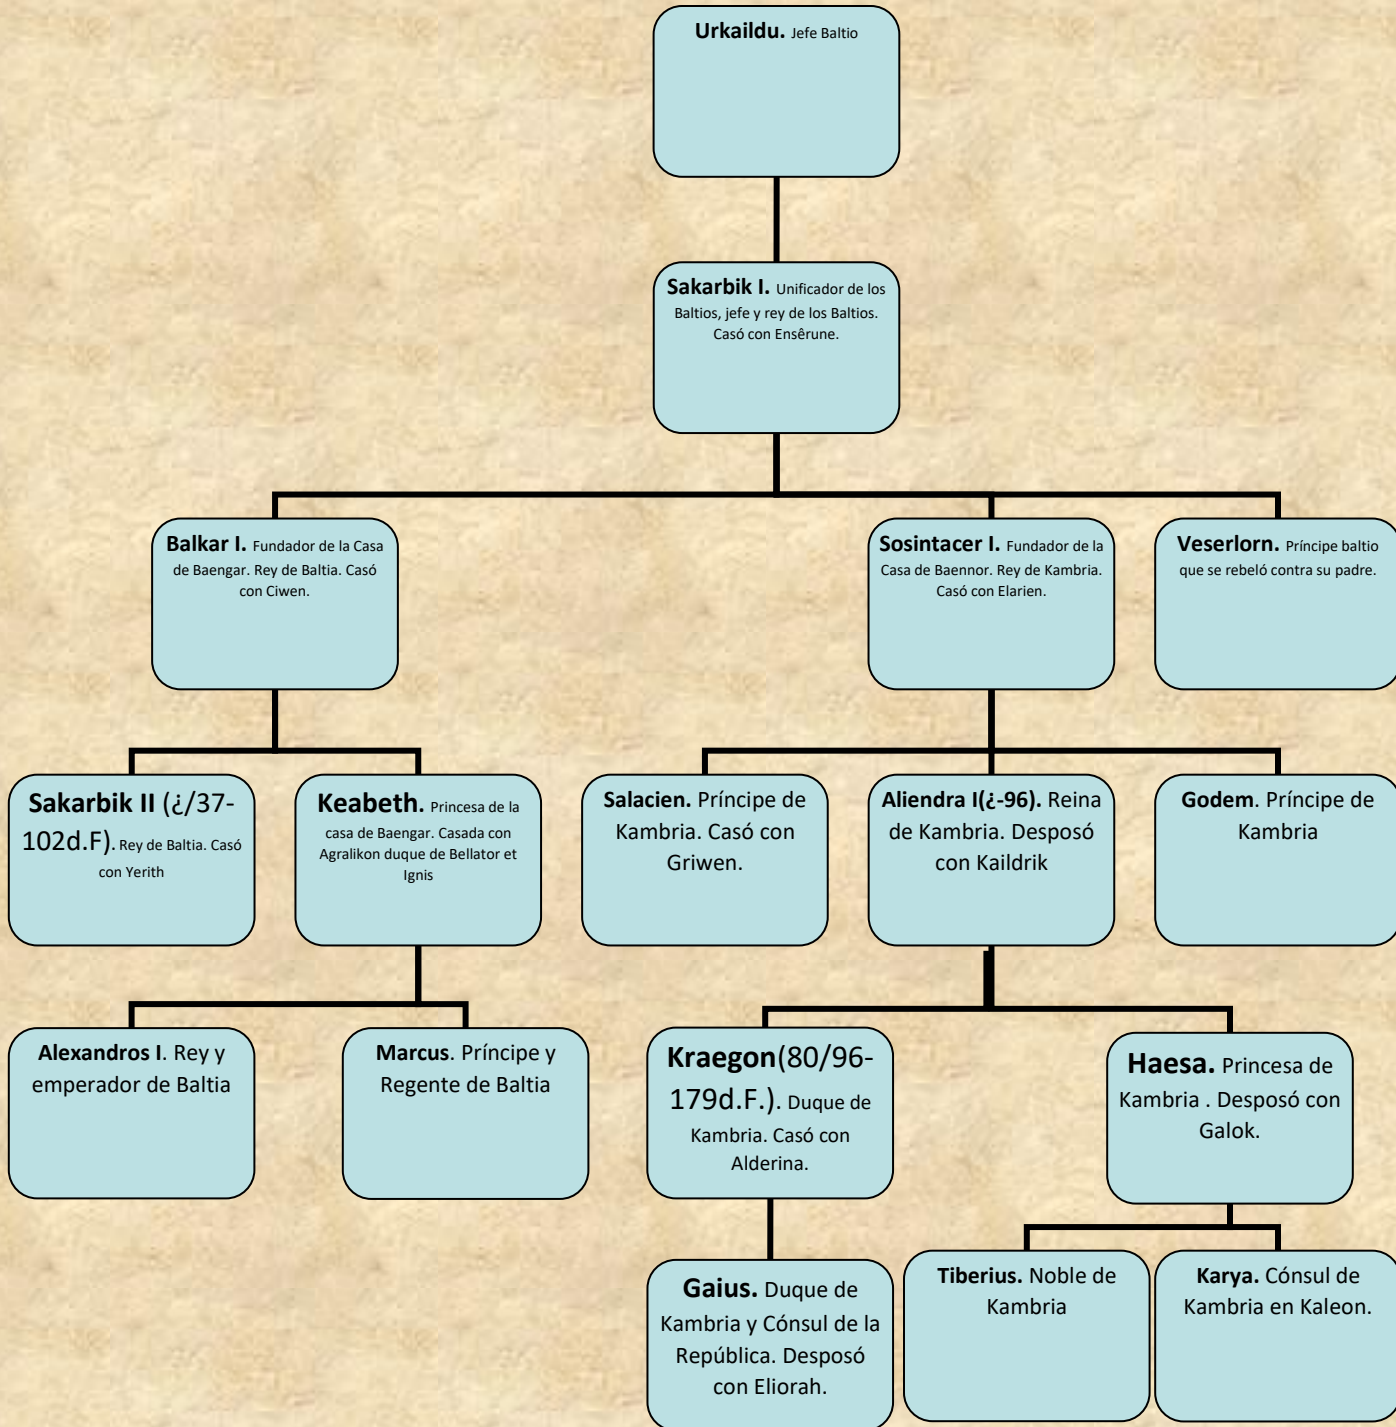 Urkaildu. Jefe Baltio
Sakarbik I. Unificador de los
Baltios, jefe y rey de los Baltios.
Casó con Ensêrune.
Balkar I. Fundador de la Casa
de Baengar. Rey de Baltia. Casó
con Ciwen.
Sosintacer I. Fundador de la
Casa de Baennor. Rey de Kambria.
Casó con Elarien.
Veserlorn. Príncipe baltio
que se rebeló contra su padre.
Sakarbik II (¿/37-
102d.F). Rey de Baltia. Casó
con Yerith
Keabeth. Princesa de la
casa de Baengar. Casada con
Agralikon duque de Bellator et
Ignis
Salacien. Príncipe de
Kambria. Casó con
Griwen.
Aliendra I(¿-96). Reina
de Kambria. Desposó
con Kaildrik
Godem. Príncipe de
Kambria
Alexandros I. Rey y
emperador de Baltia
Marcus. Príncipe y
Regente de Baltia
Kraegon(80/96-
179d.F.). Duque de
Kambria. Casó con
Alderina.
Haesa. Princesa de
Kambria . Desposó con
Galok.
Gaius. Duque de
Kambria y Cónsul de la
República. Desposó
con Eliorah.
Tiberius. Noble de
Kambria
Karya. Cónsul de
Kambria en Kaleon.